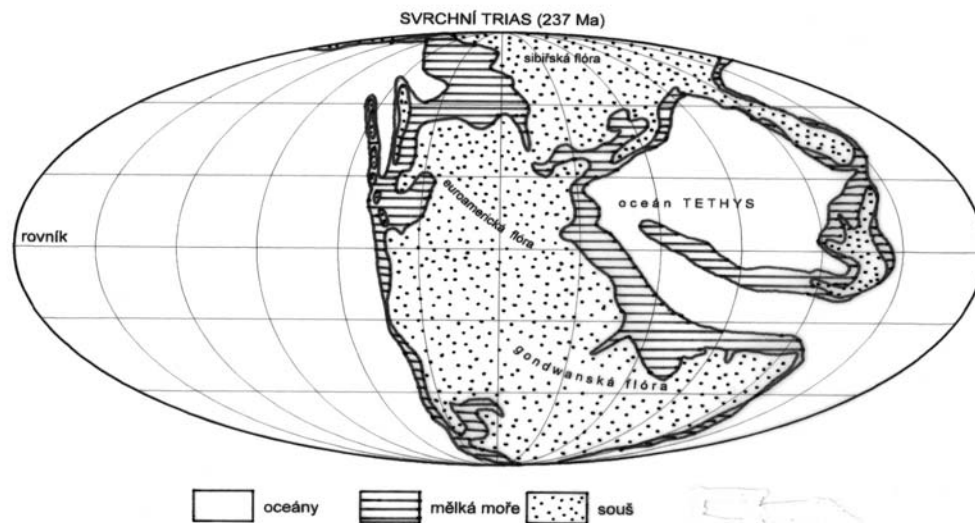 SVRCHNÍ TRIAS (237 Ma)
sibiřská flóra
euroamerická flóra
oceán TETHYS
rovník
gondwanská flóra
oceány
mělká moře
souš